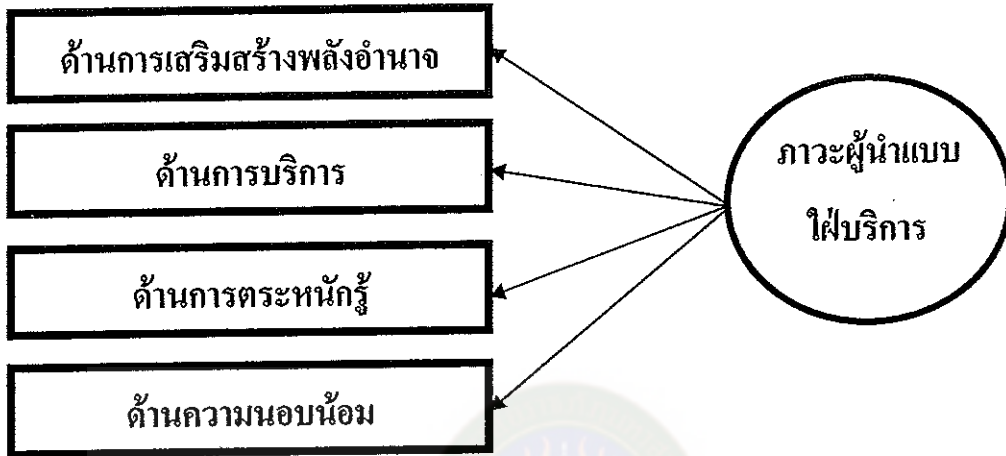 ด้านการเสริมสร้างพลังอำนาจ
ด้านการบริการ
ด้านการตระหนักรู้
ด้านความนอบน้อม
ภาวะผู้นำแบบ
ใฝ่บริการ